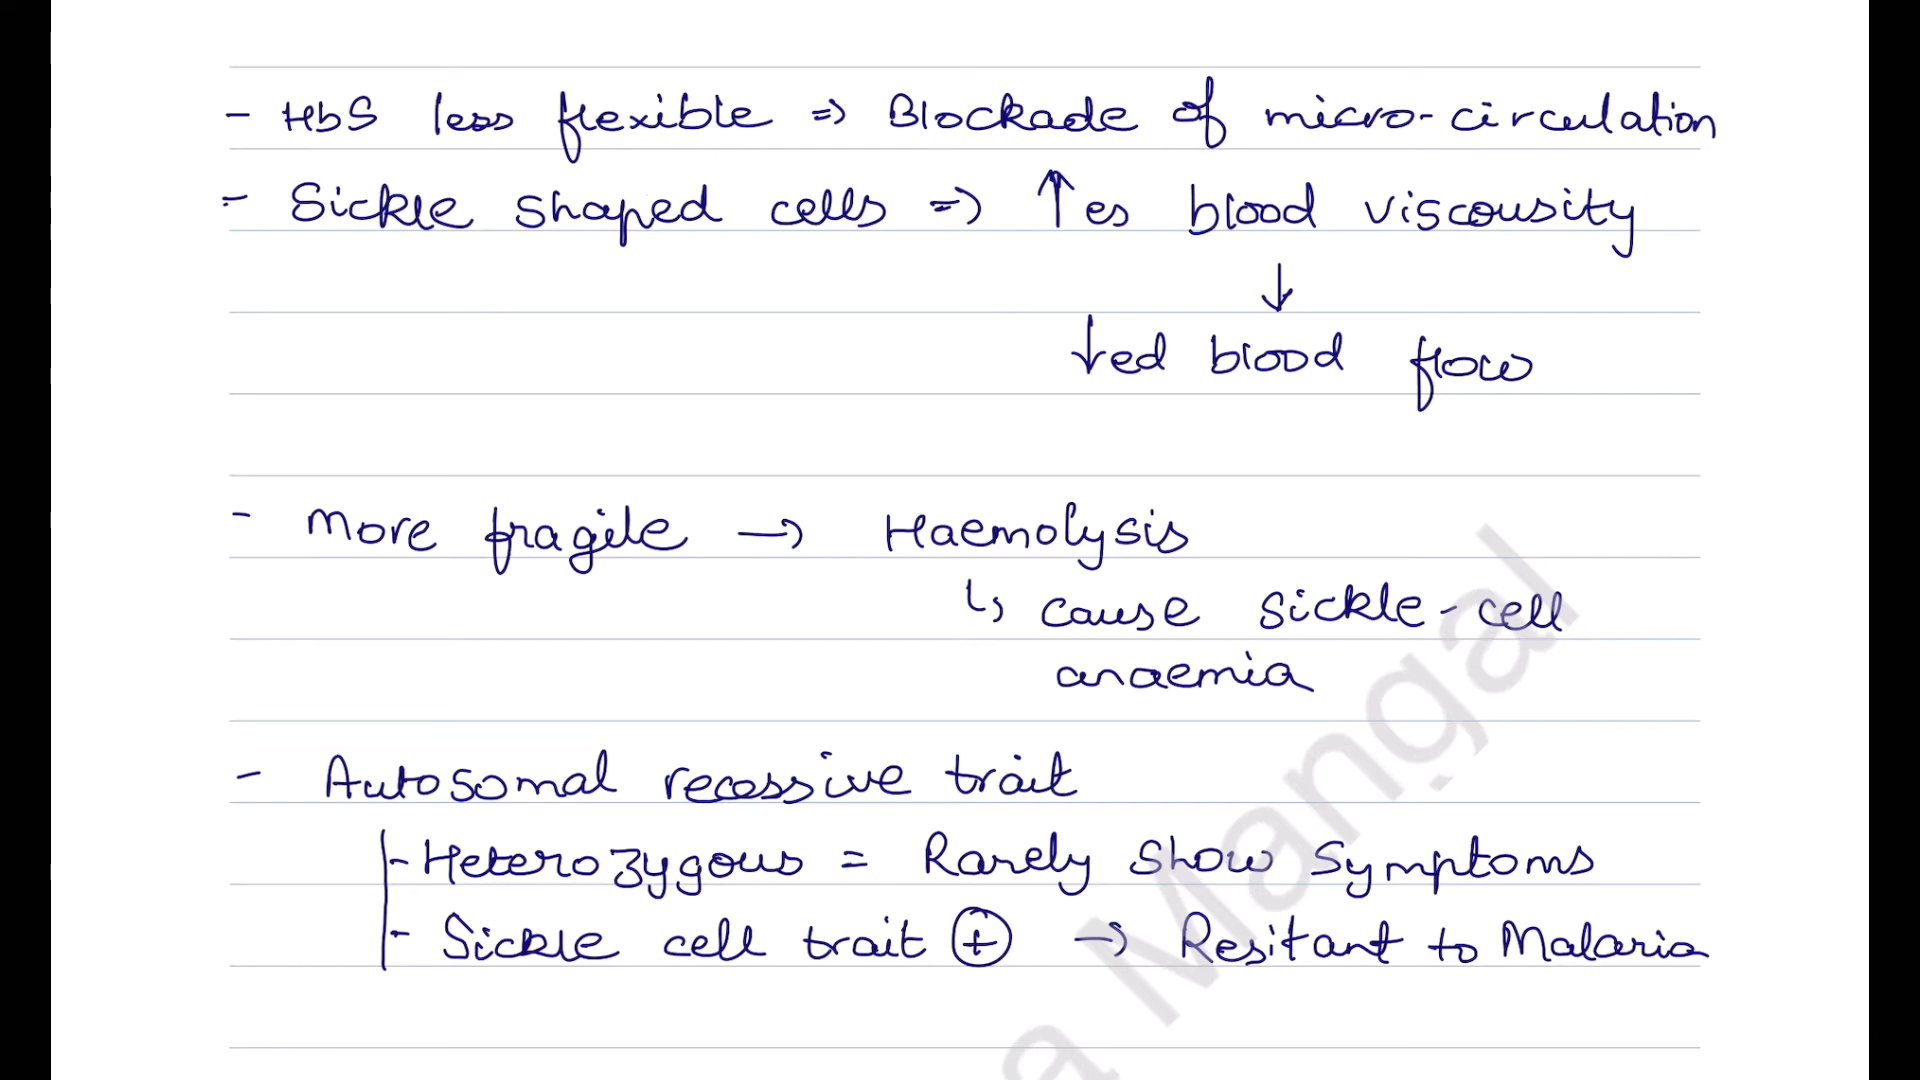 - HbS less flexible => Blockade of micro-circulation
- Sickle shaped cells => ↑es blood viscousity
↓
↓ed blood flow
- More fragile → Haemolysis
↳ cause sickle-cell
anaemia
- Autosomal recessive trait
- Heterozygous = Rarely show symptoms
- Sickle cell trait ⊕ → Resitant to Malaria
a Mangal